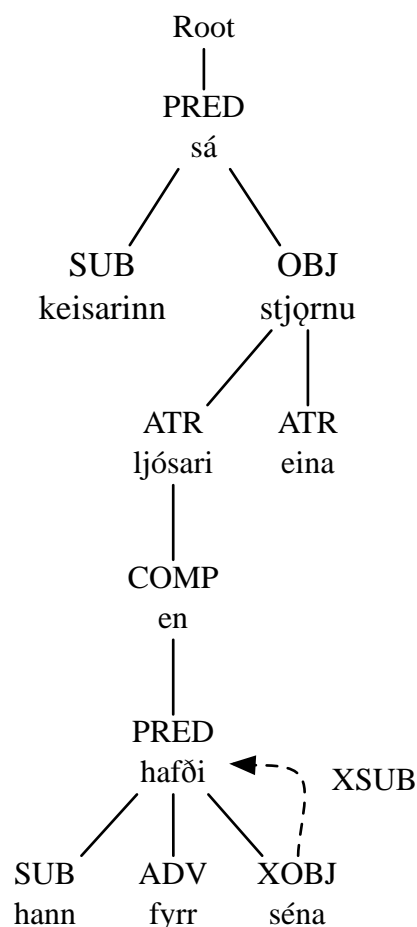 Root
PRED
sá
SUB OBJ
keisarinn stjǫrnu
ATR ATR
ljósari eina
COMP
en
PRED
hafði XSUB
SUB ADV XOBJ
hann fyrr séna